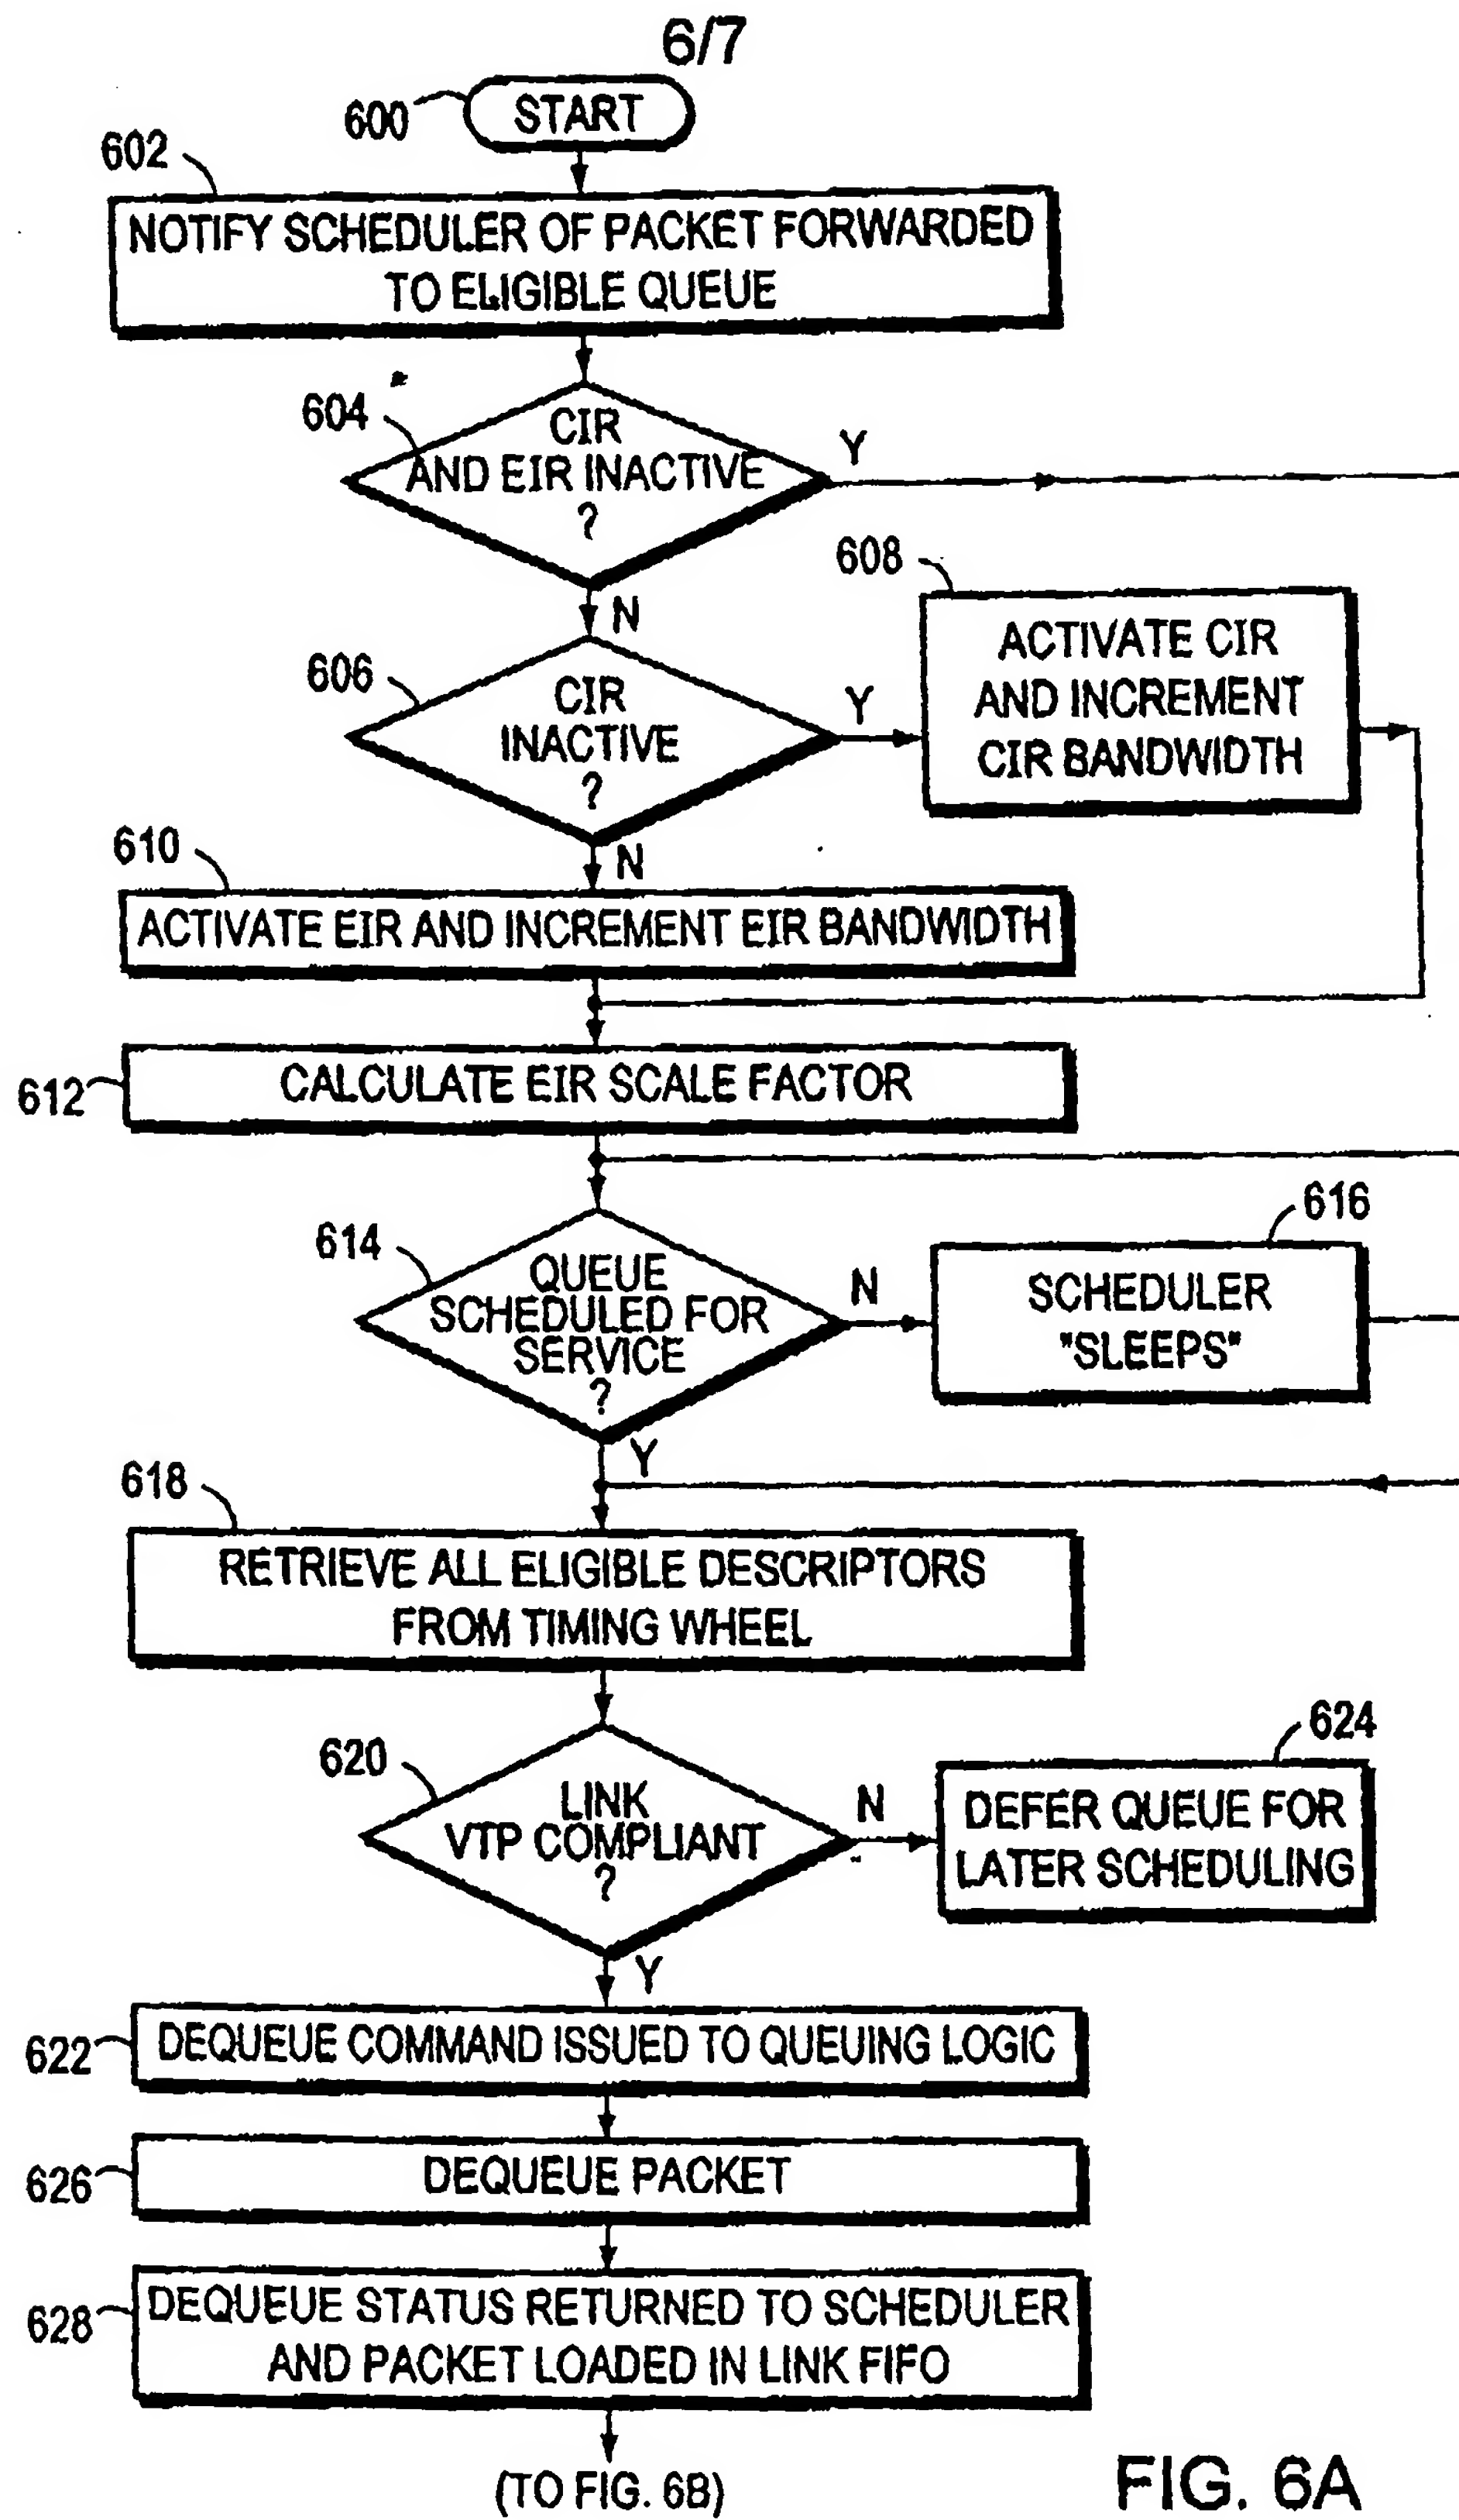 6/7
600
START
602
NOTIFY SCHEDULER OF PACKET FORWARDED
TO ELIGIBLE QUEUE
604
CIR
AND EIR INACTIVE
?
Y
N
606
CIR
INACTIVE
?
Y
608
ACTIVATE CIR
AND INCREMENT
CIR BANDWIDTH
N
610
ACTIVATE EIR AND INCREMENT EIR BANDWIDTH
612
CALCULATE EIR SCALE FACTOR
614
QUEUE
SCHEDULED FOR
SERVICE
?
N
616
SCHEDULER
"SLEEPS"
Y
618
RETRIEVE ALL ELIGIBLE DESCRIPTORS
FROM TIMING WHEEL
620
LINK
VTP COMPLIANT
?
N
624
DEFER QUEUE FOR
LATER SCHEDULING
Y
622
DEQUEUE COMMAND ISSUED TO QUEUING LOGIC
626
DEQUEUE PACKET
628
DEQUEUE STATUS RETURNED TO SCHEDULER
AND PACKET LOADED IN LINK FIFO
(TO FIG. 6B)
FIG. 6A